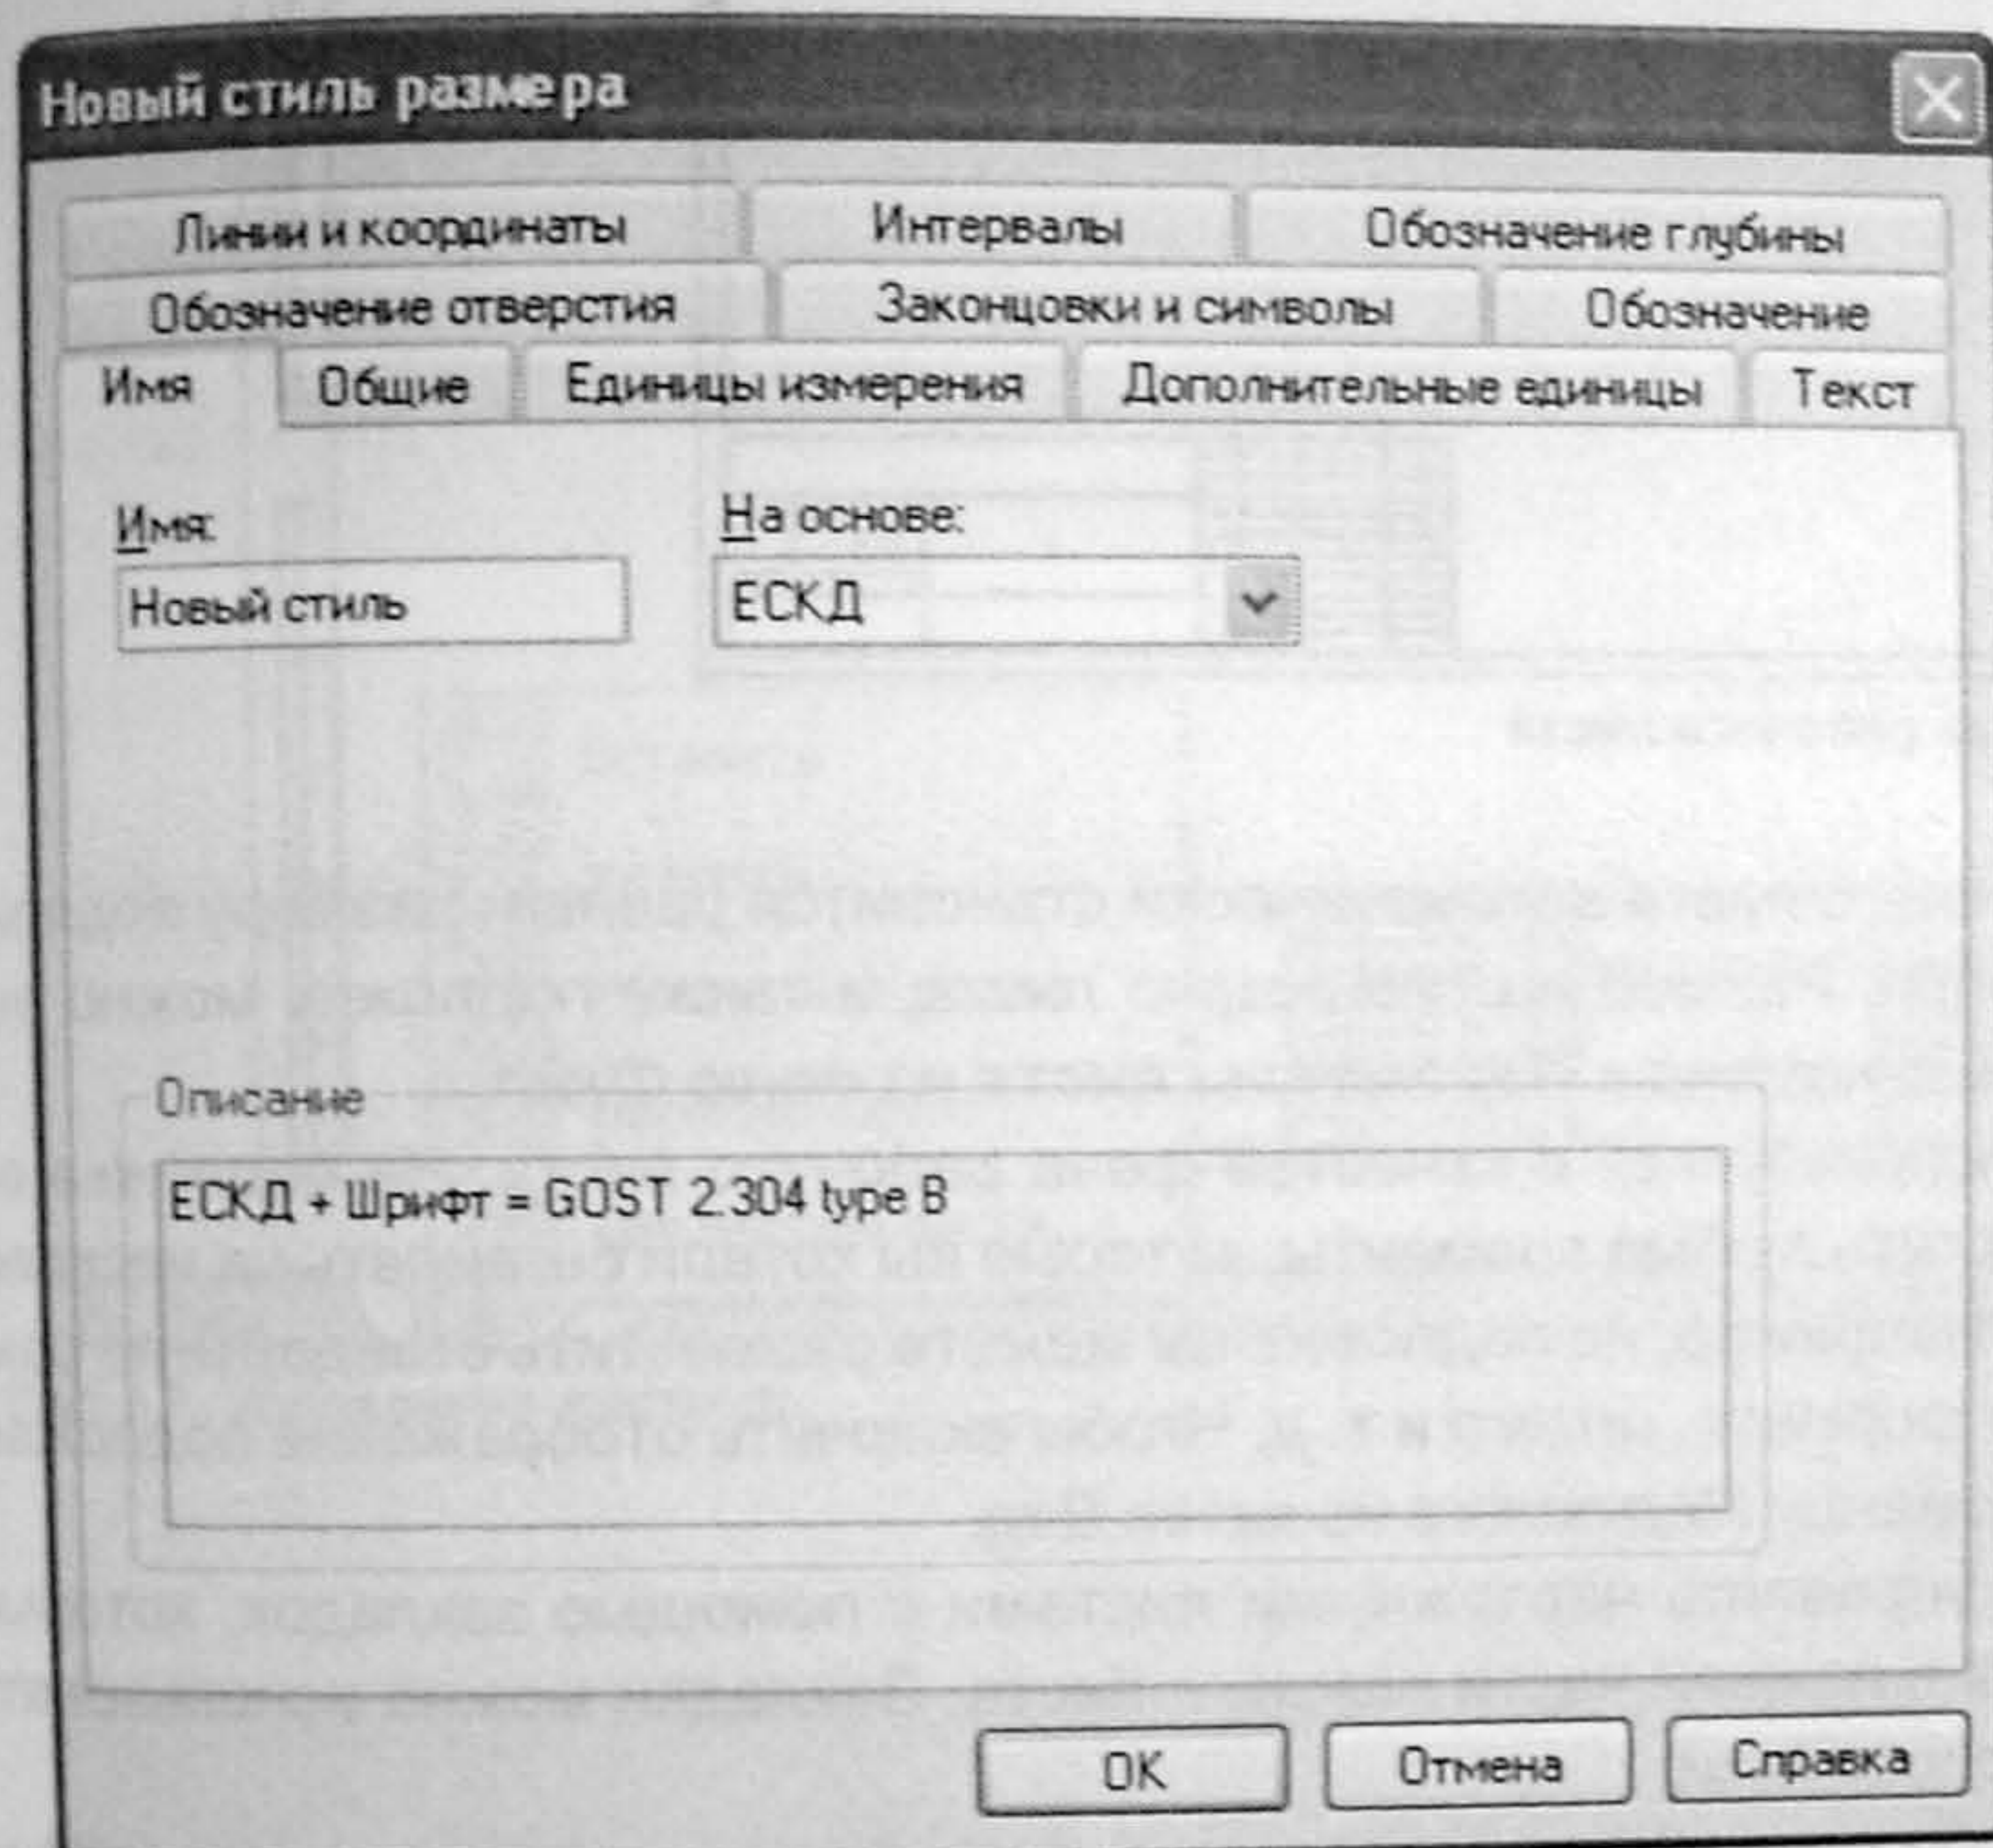 Новый стиль размера
Линии и координаты Интервалы Обозначение глубины
Обозначение отверстия Законцовки и символы Обозначение
Имя Общие Единицы измерения Дополнительные единицы Текст
Имя: На основе:
Новый стиль ЕСКД
Описание
ЕСКД + Шрифт = GOST 2.304 type B
OK Отмена Справка